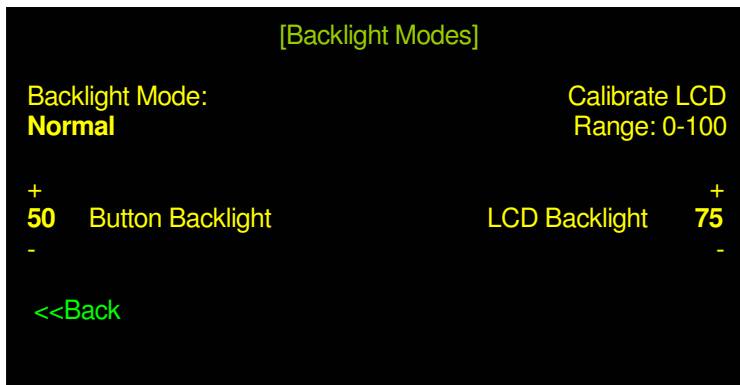 [Backlight Modes]
Backlight Mode: Calibrate LCD
Normal Range: 0-100
+ +
50 Button Backlight LCD Backlight 75
- -
<<Back